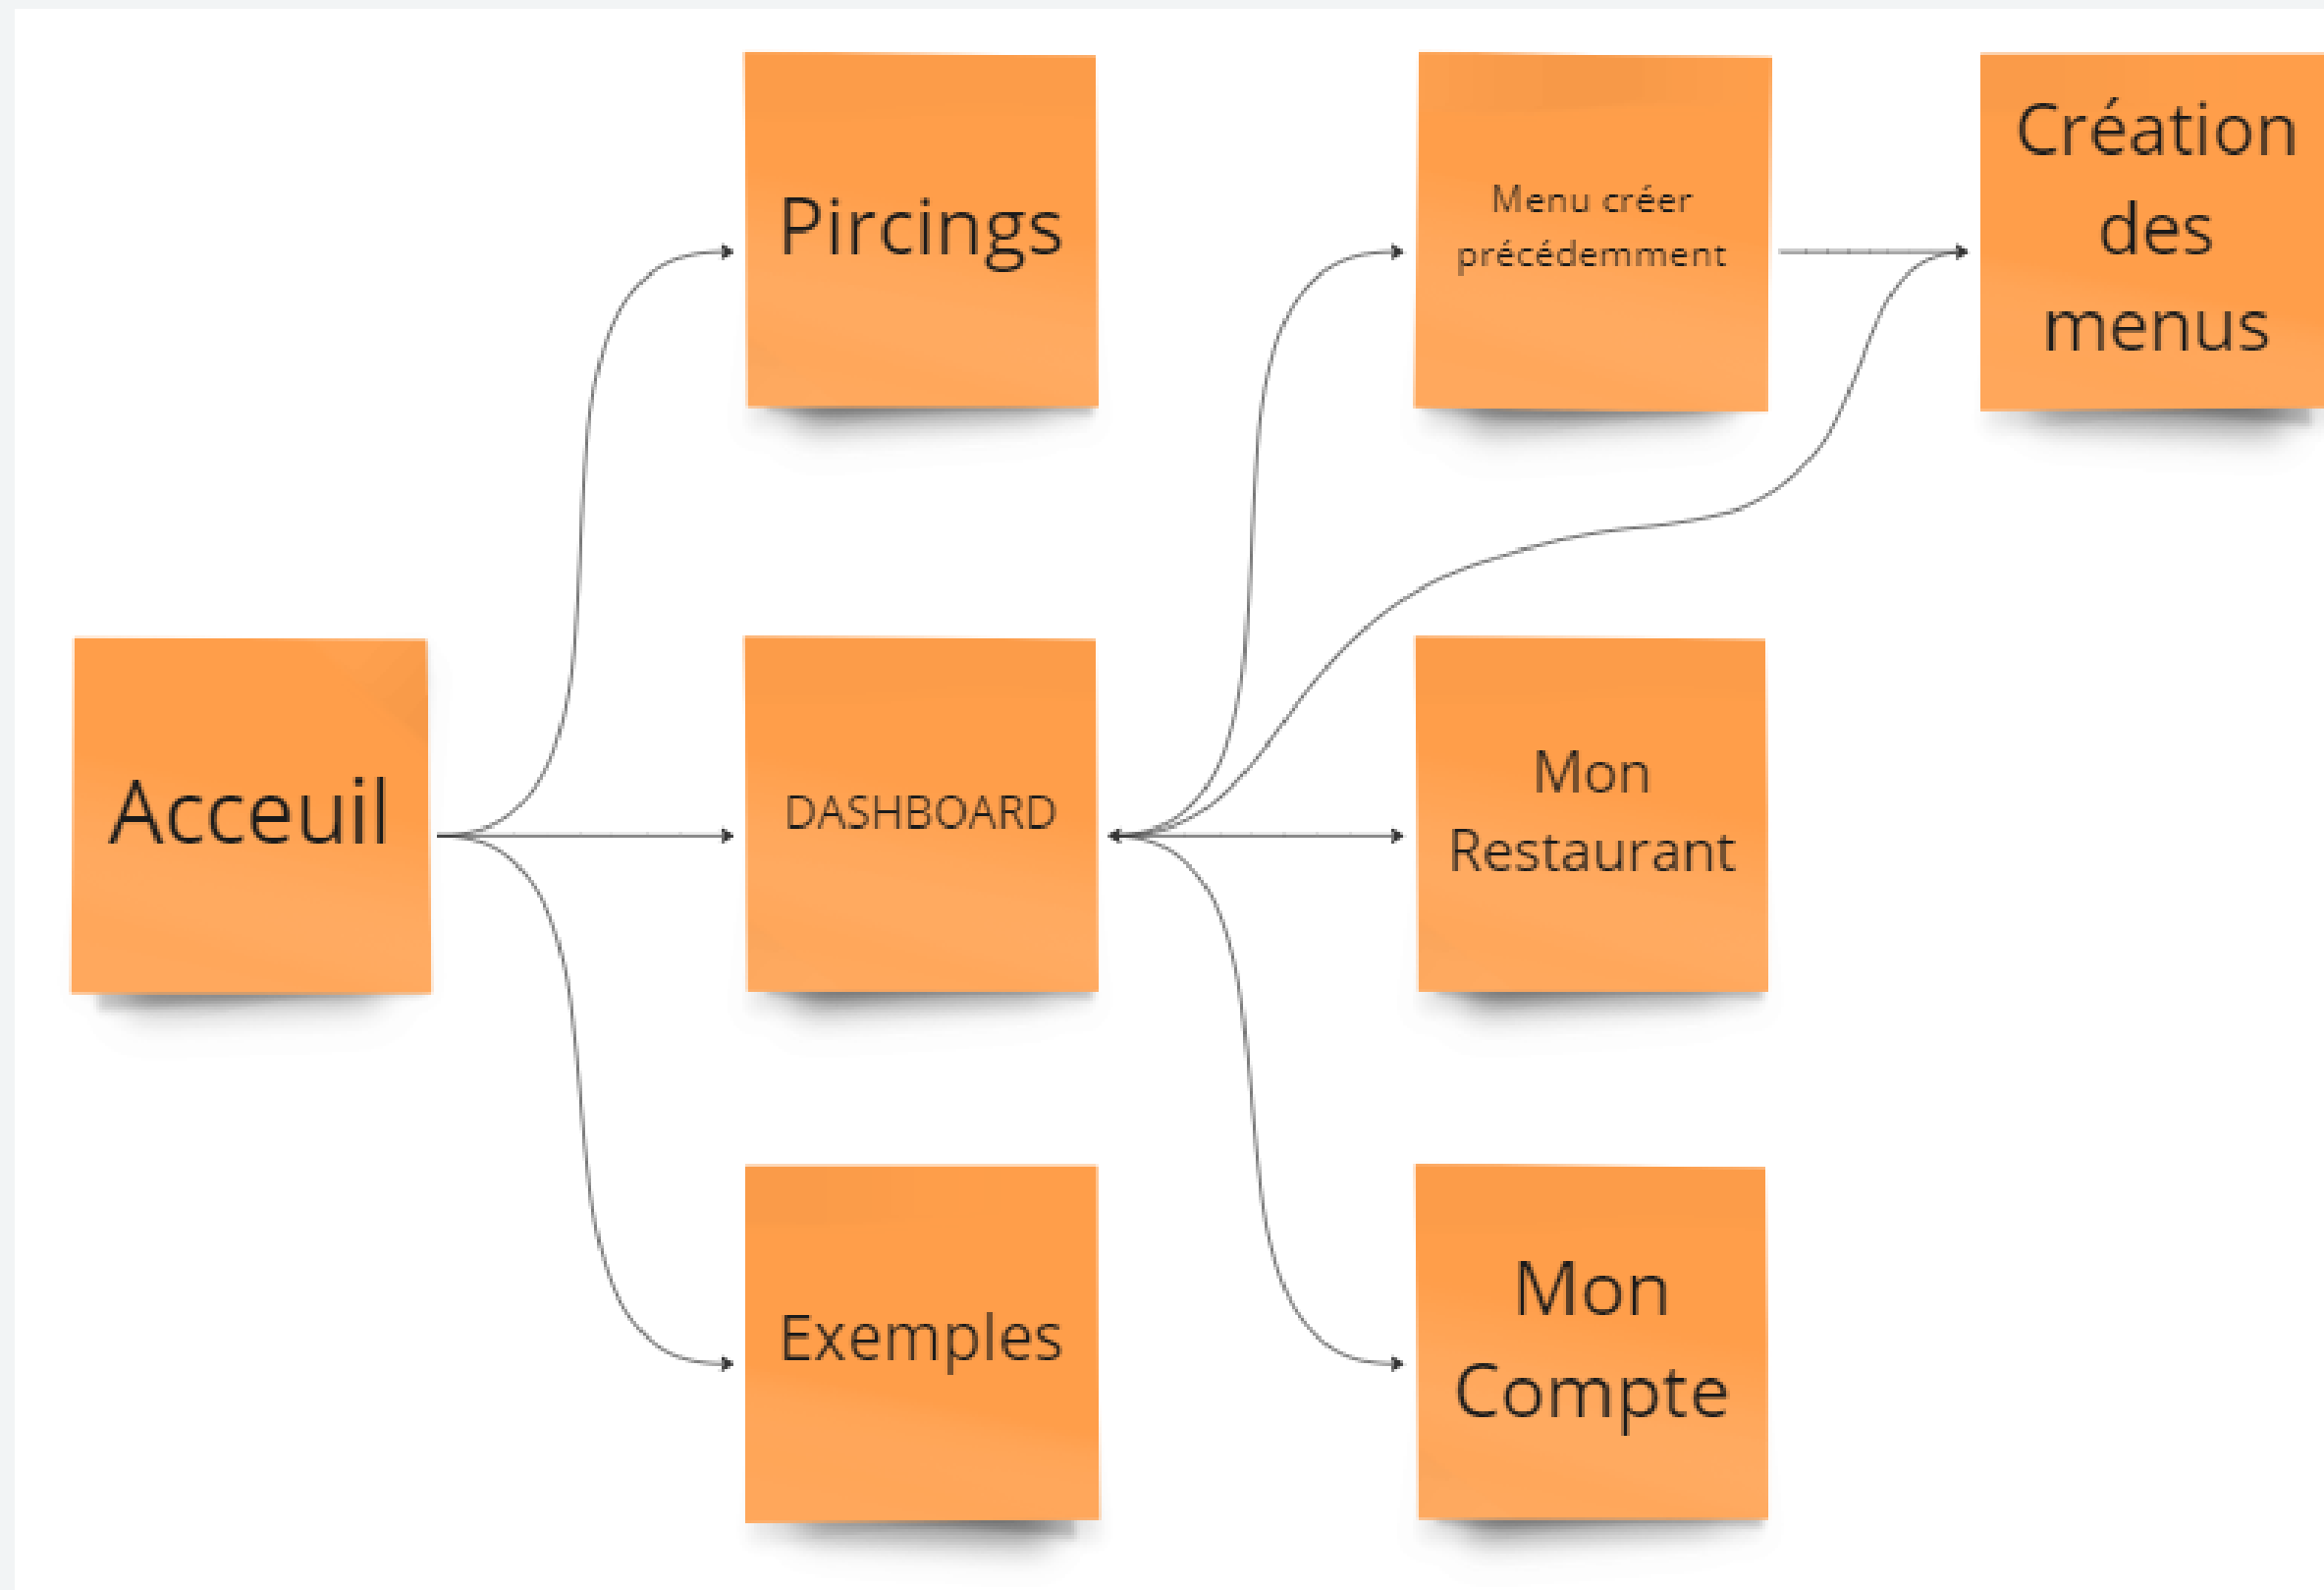 Pircings
Menu créer
précédemment
Création
des
menus
Acceuil
DASHBOARD
Mon
Restaurant
Exemples
Mon
Compte